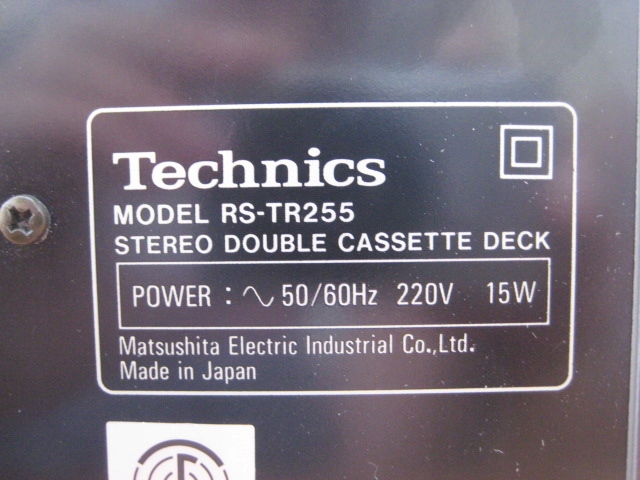 Technics
MODEL RS-TR255
STEREO DOUBLE CASSETTE DECK
POWER : ∿ 50/60Hz 220V 15W
Matsushita Electric Industrial Co.,Ltd.
Made in Japan